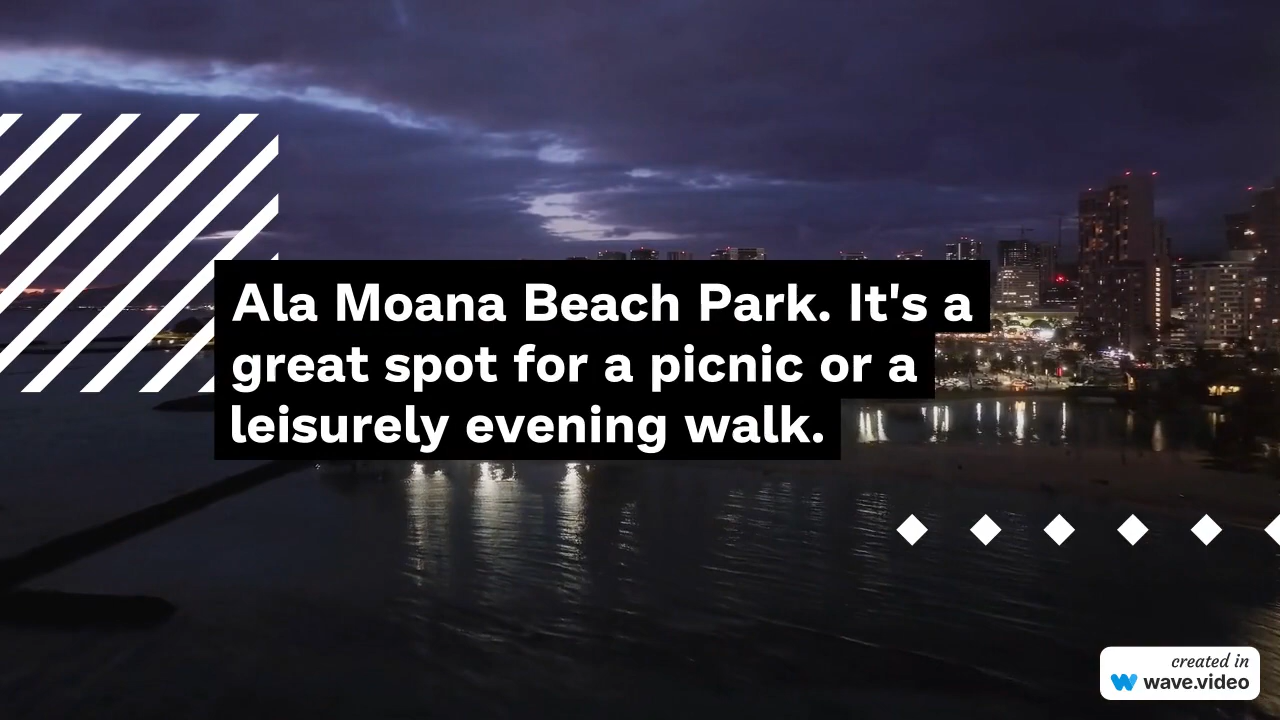 Ala Moana Beach Park. It's a
great spot for a picnic or a
leisurely evening walk.
created in
wave.video